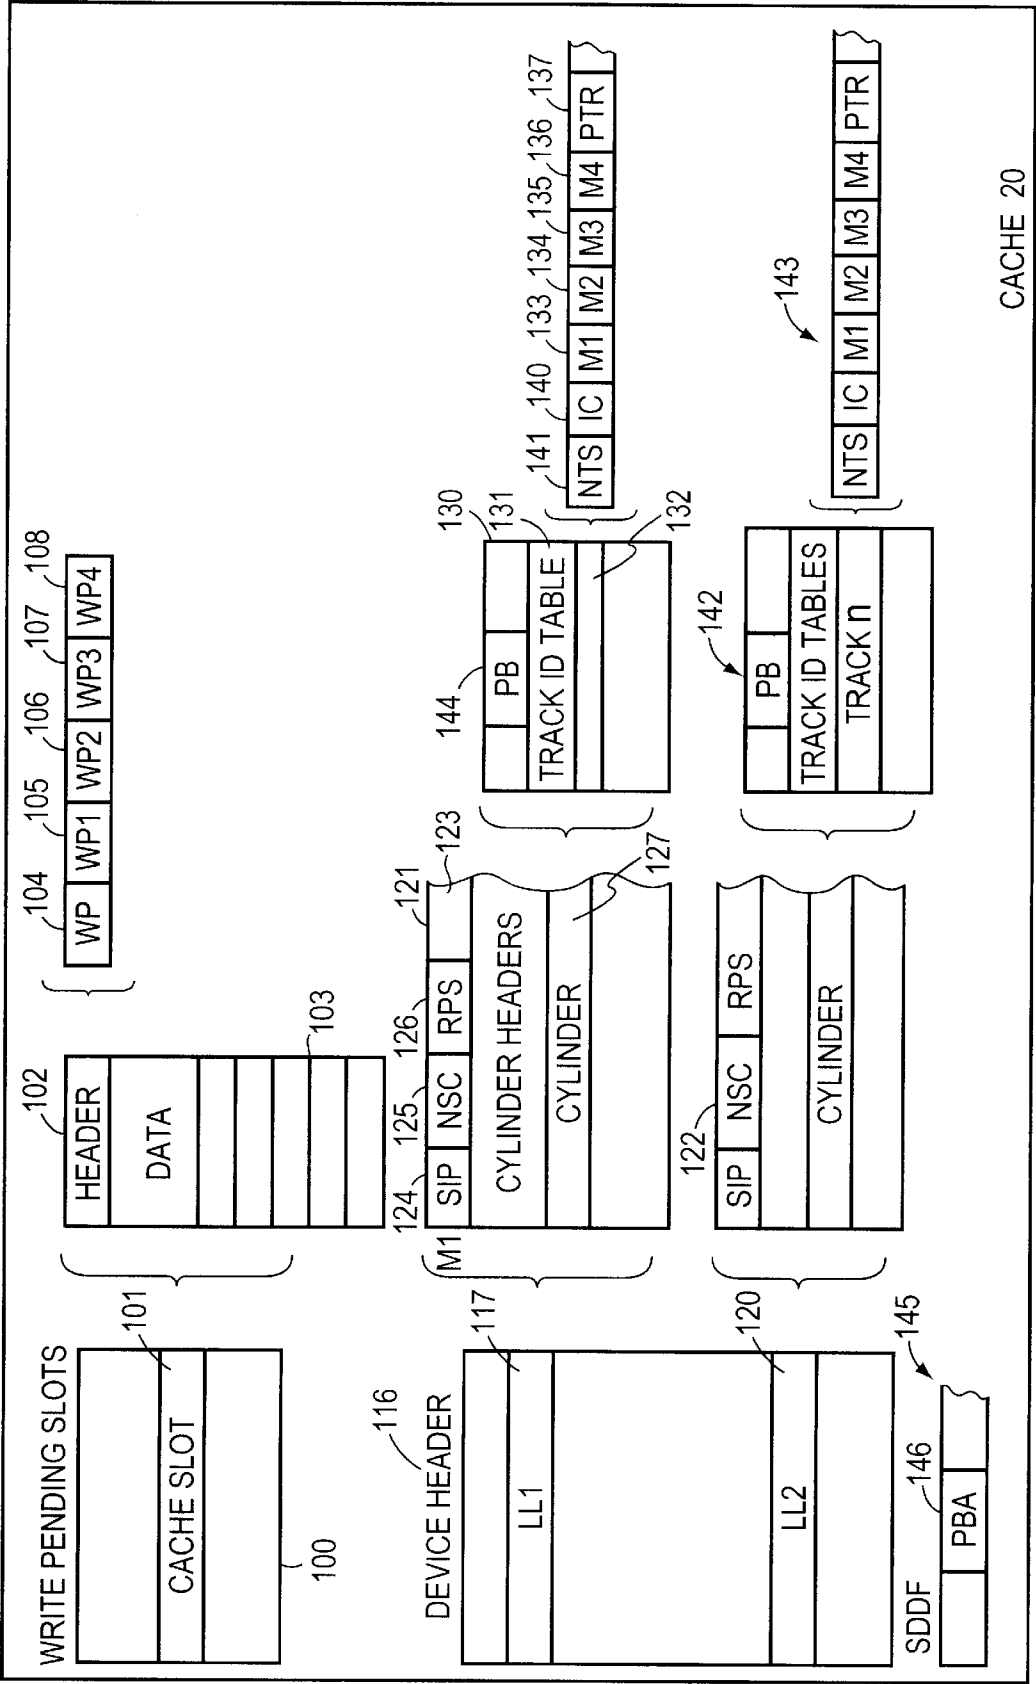 WRITE PENDING SLOTS
CACHE SLOT
101
100
102
HEADER
DATA
103
104 105 106 107 108
WP WP1 WP2 WP3 WP4
DEVICE HEADER
116
LL1
117
LL2
120
M1
124 125 126 121
SIP NSC RPS
123
CYLINDER HEADERS
CYLINDER
127
144
PB
130
TRACK ID TABLE
131
132
141 140 133 134 135 136 137
NTS IC M1 M2 M3 M4 PTR
122
SIP NSC RPS
CYLINDER
PB
142
TRACK ID TABLES
TRACK n
143
NTS IC M1 M2 M3 M4 PTR
SDDF
PBA
146
145
CACHE 20